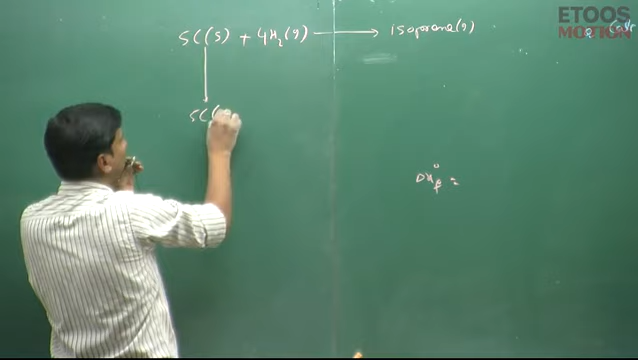 5C(s) + 4H₂(g) ⟶ isoprene(g)
5C(
ΔH°f =
ETOOS
MOTION